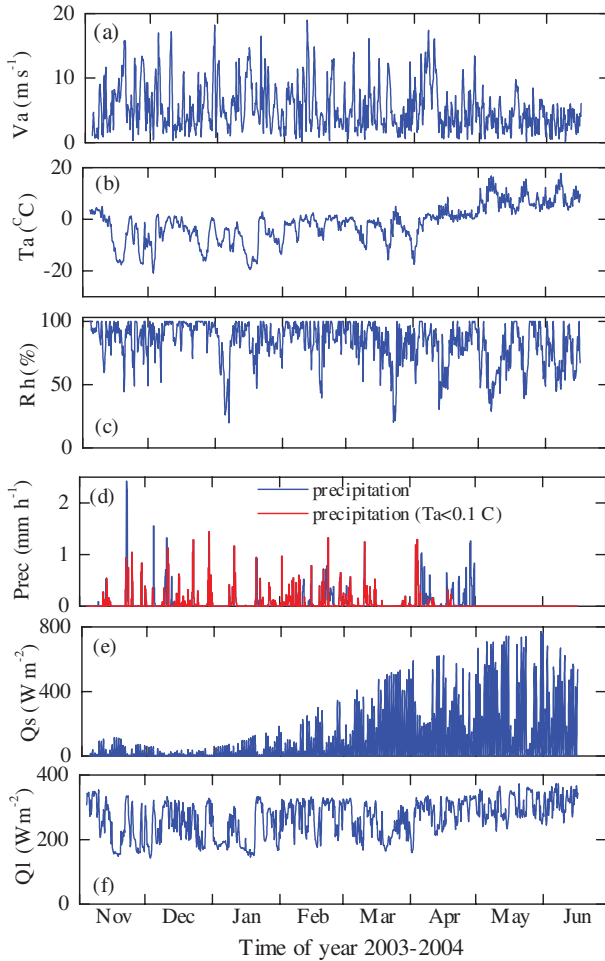 (a)
20
10
0
Va (m s-1)
(b)
20
0
-20
Ta (°C)
100
50
0
Rh (%)
(c)
(d)
precipitation
precipitation (Ta<0.1 C)
2
1
0
Prec (mm h-1)
(e)
800
400
0
Qs (W m-2)
400
200
0
Ql (W m-2)
(f)
Nov Dec Jan Feb Mar Apr May Jun
Time of year 2003-2004